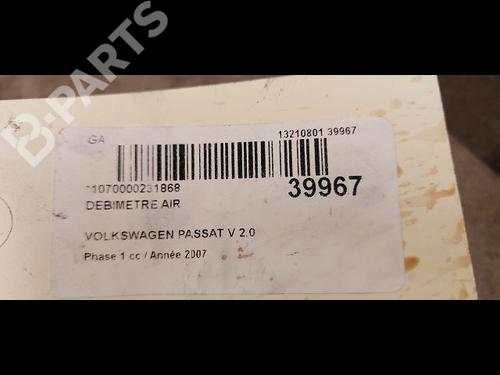 B-PARTS
GA
13210801 39967
39967
*1070000231868
DEBIMETRE AIR
VOLKSWAGEN PASSAT V 2.0
Phase 1 cc / Année 2007